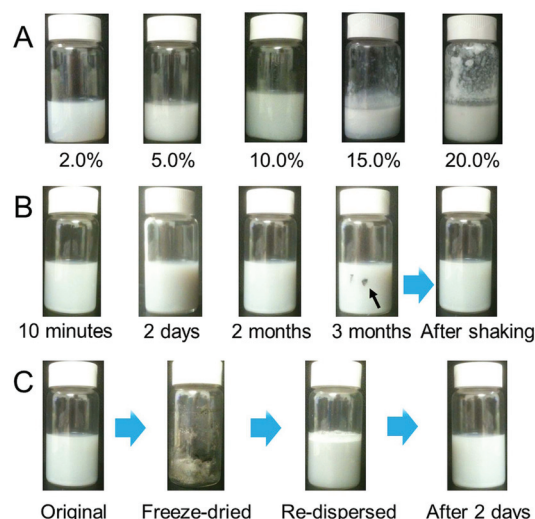 A
2.0% 5.0% 10.0% 15.0% 20.0%
B
10 minutes 2 days 2 months 3 months After shaking
C
Original Freeze-dried Re-dispersed After 2 days